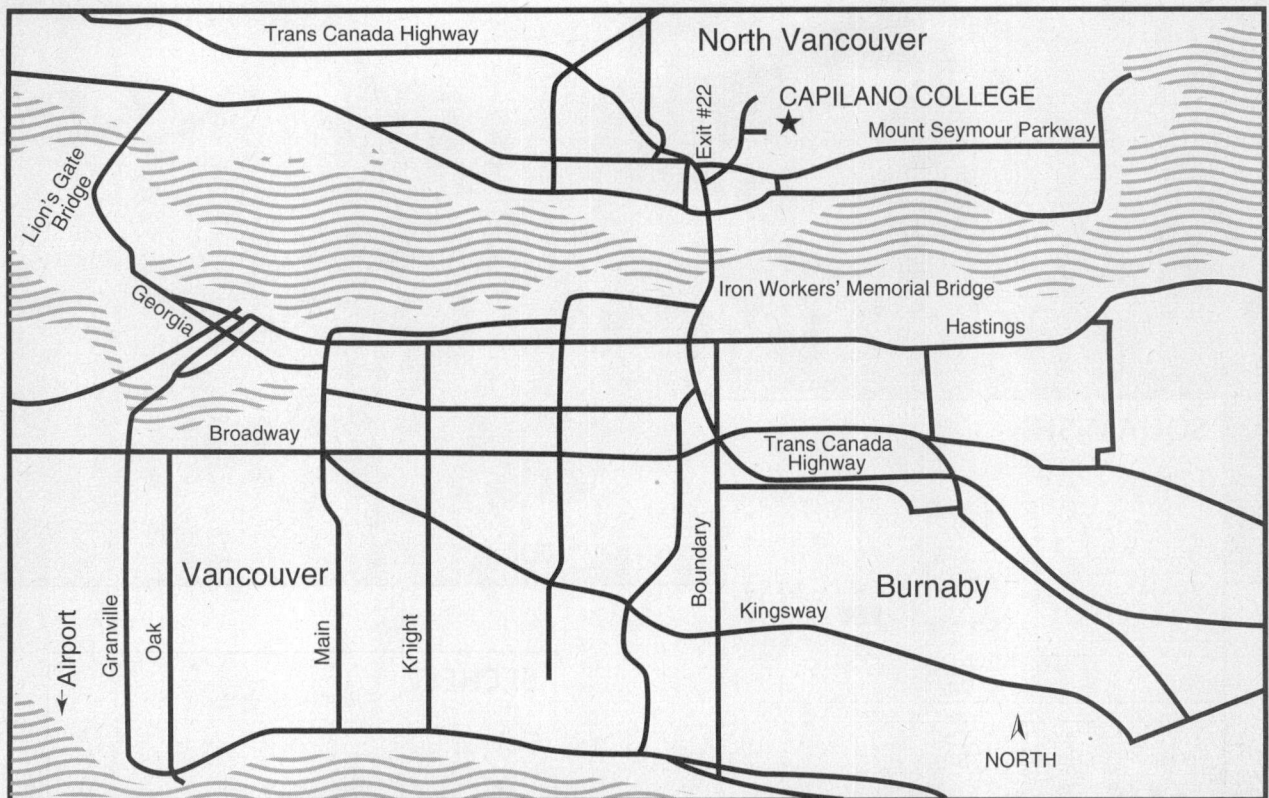 Trans Canada Highway
North Vancouver
Exit #22
CAPILANO COLLEGE
Mount Seymour Parkway
Lion's Gate
Bridge
Iron Workers' Memorial Bridge
Georgia
Hastings
Broadway
Trans Canada
Highway
Vancouver
Boundary
Burnaby
Airport
Granville
Oak
Main
Knight
Kingsway
NORTH